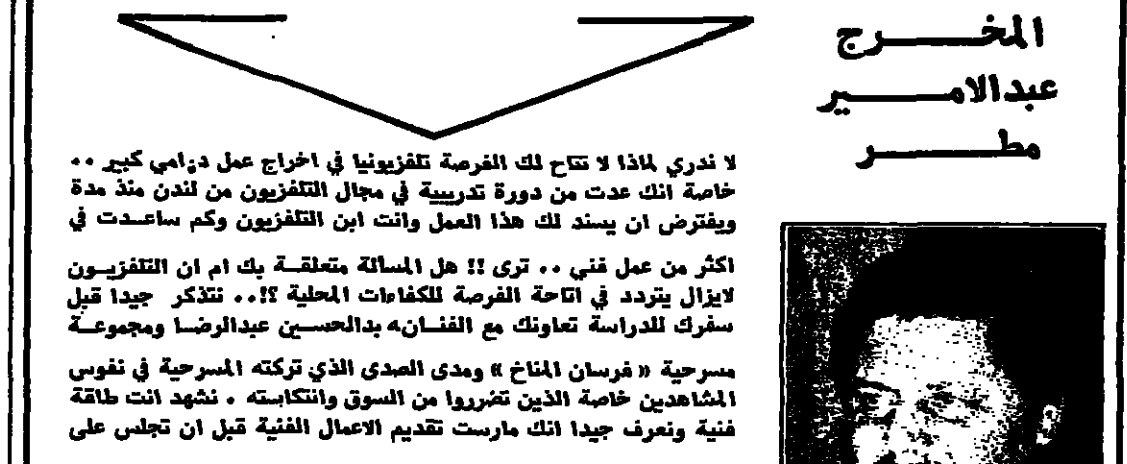 المخرج
عبدالامير
مطر
لا ندري لماذا لا تتاح لك الفرصة تلفزيونيا في اخراج عمل درامي كبير ..
خاصة انك عدت من دورة تدريبية في مجال التلفزيون من لندن منذ مدة
ويفترض ان يسند لك هذا العمل وانت ابن التلفزيون وكم ساعدت في
اكثر من عمل فني .. ترى !! هل المسألة متعلقة بك ام ان التلفزيون
لايزال يتردد في اتاحة الفرصة للكفاءات المحلية ؟!.. نتذكر جيدا قبل
سفرك للدراسة تعاونك مع الفنان بدالحسين عبدالرضا ومجموعة
مسرحية « فرسان المناخ » ومدى الصدى الذي تركته المسرحية في نفوس
المشاهدين خاصة الذين تضرروا من السوق وانتكاسته . نشهد انت طاقة
فنية ونعرف جيدا انك مارست تقديم الاعمال الفنية قبل ان تجلس على